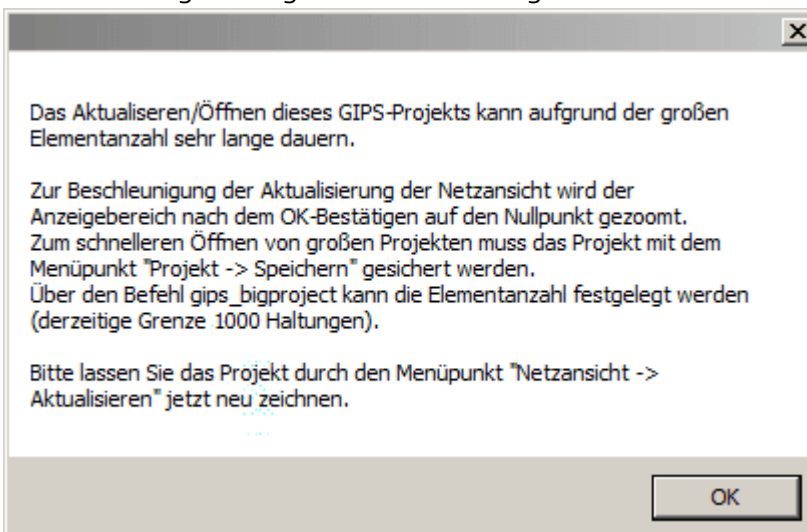 Das Aktualiseren/Öffnen dieses GIPS-Projekts kann aufgrund der großen
Elementanzahl sehr lange dauern.
Zur Beschleunigung der Aktualisierung der Netzansicht wird der
Anzeigebereich nach dem OK-Bestätigen auf den Nullpunkt gezoomt.
Zum schnelleren Öffnen von großen Projekten muss das Projekt mit dem
Menüpunkt "Projekt -> Speichern" gesichert werden.
Über den Befehl gips_bigproject kann die Elementanzahl festgelegt werden
(derzeitige Grenze 1000 Haltungen).
Bitte lassen Sie das Projekt durch den Menüpunkt "Netzansicht ->
Aktualisieren" jetzt neu zeichnen.
OK